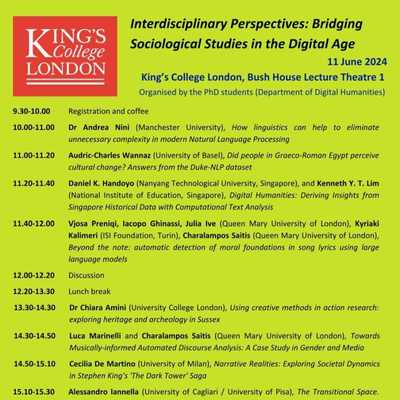 KING'S
College
LONDON
Interdisciplinary Perspectives: Bridging
Sociological Studies in the Digital Age
11 June 2024
King's College London, Bush House Lecture Theatre 1
Organised by the PhD students (Department of Digital Humanities)
9.30-10.00 Registration and coffee
10.00-11.00 Dr Andrea Nini (Manchester University), How linguistics can help to eliminate
unnecessary complexity in modern Natural Language Processing
11.00-11.20 Audric-Charles Wannaz (University of Basel), Did people in Graeco-Roman Egypt perceive
cultural change? Answers from the Duke-NLP dataset
11.20-11.40 Daniel K. Handoyo (Nanyang Technological University, Singapore), and Kenneth Y. T. Lim
(National Institute of Education, Singapore), Digital Humanities: Deriving Insights from
Singapore Historical Data with Computational Text Analysis
11.40-12.00 Vjosa Preniqi, Iacopo Ghinassi, Julia Ive (Queen Mary University of London), Kyriaki
Kalimeri (ISI Foundation, Turin), Charalampos Saitis (Queen Mary University of London),
Beyond the note: automatic detection of moral foundations in song lyrics using large
language models
12.00-12.20 Discussion
12.20-13.30 Lunch break
13.30-14.30 Dr Chiara Amini (University College London), Using creative methods in action research:
exploring heritage and archeology in Sussex
14.30-14.50 Luca Marinelli and Charalampos Saitis (Queen Mary University of London), Towards
Musically-informed Automated Discourse Analysis: A Case Study in Gender and Media
14.50-15.10 Cecilia De Martino (University of Milan), Narrative Realities: Exploring Societal Dynamics
in Stephen King's 'The Dark Tower' Saga
15.10-15.30 Alessandro Iannella (University of Cagliari / University of Pisa), The Transitional Space.